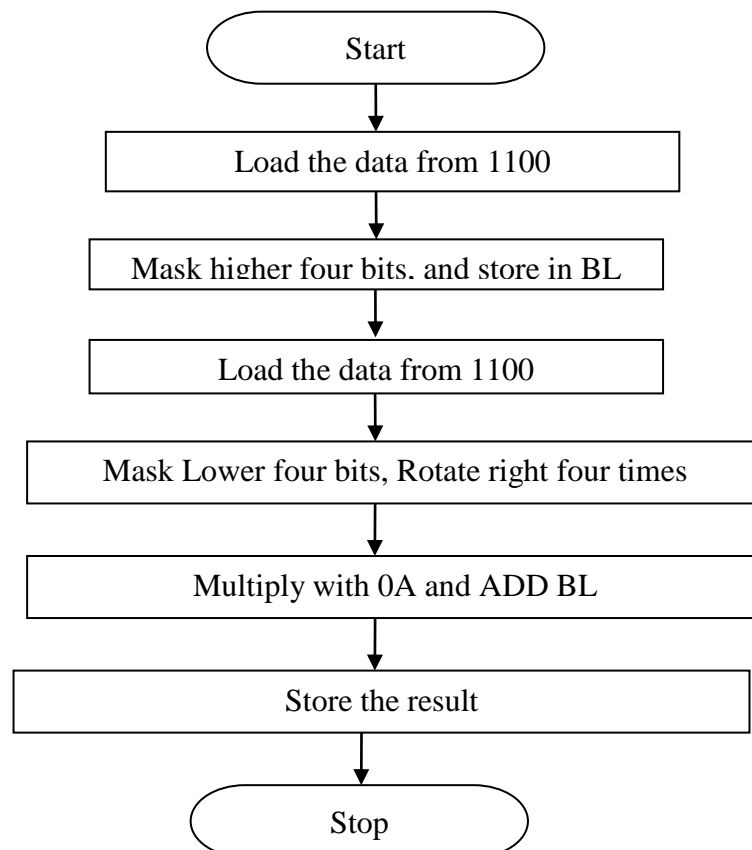 Start
Load the data from 1100
Mask higher four bits, and store in BL
Load the data from 1100
Mask Lower four bits, Rotate right four times
Multiply with 0A and ADD BL
Store the result
Stop